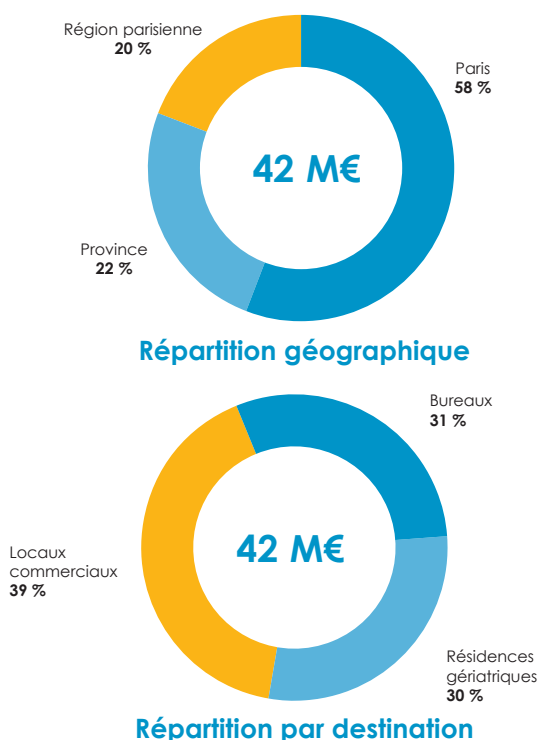 Région parisienne
20 %
Paris
58 %
42 M€
Province
22 %
Répartition géographique
Bureaux
31 %
42 M€
Locaux
commerciaux
39 %
Résidences
gériatriques
30 %
Répartition par destination